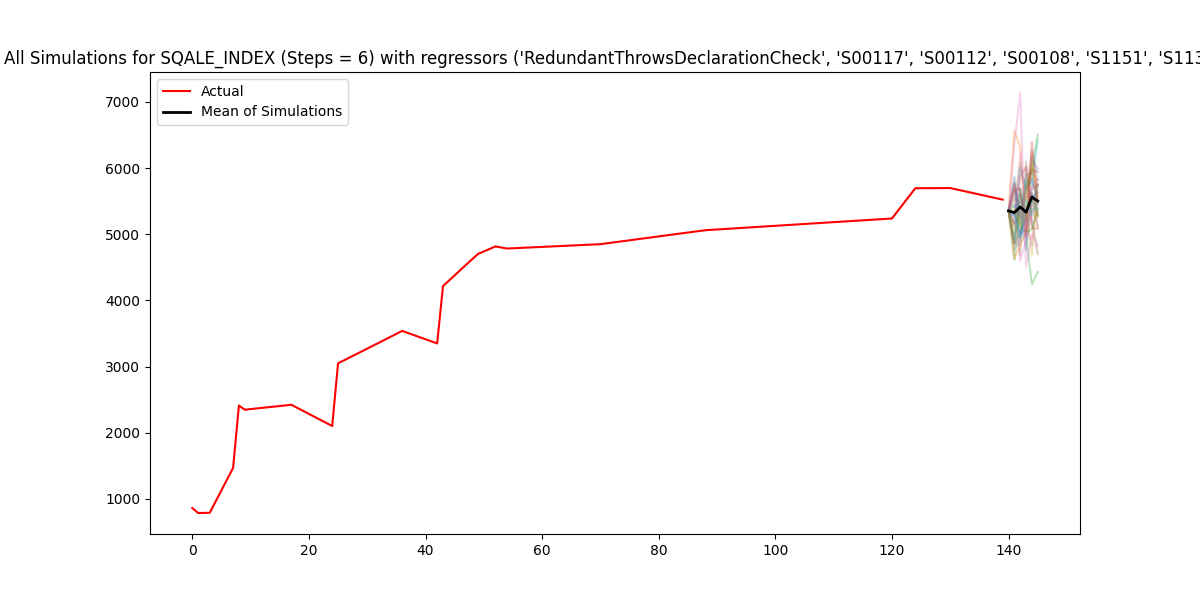 All Simulations for SQALE_INDEX (Steps = 6) with regressors ('RedundantThrowsDeclarationCheck', 'S00117', 'S00112', 'S00108', 'S1151', 'S113
Actual
Mean of Simulations
7000
6000
5000
4000
3000
2000
1000
0 20 40 60 80 100 120 140